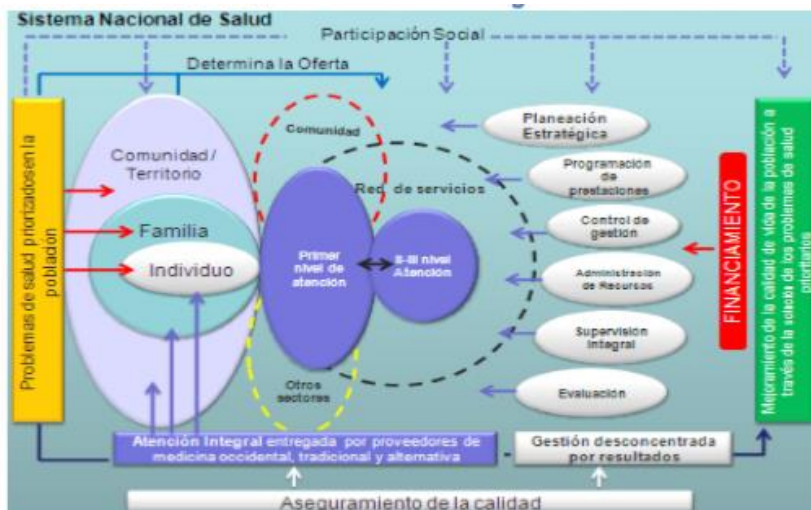 Sistema Nacional de Salud
Participación Social
Determina la Oferta
Problemas de salud priorizados en la
población
Comunidad /
Territorio
Familia
Individuo
Comunidad
Red de servicios
Primer
nivel de
atención
II-III nivel
Atención
Otros
sectores
Planeación
Estratégica
Programación
de
prestaciones
Control de
gestión
Administración
de Recursos
Supervisión
Integral
Evaluación
FINANCIAMIENTO
Mejoramiento de la calidad de vida de la población a
través de la solución de los problemas de salud
prioritarios
Atención Integral entregada por proveedores de
medicina occidental, tradicional y alternativa
Gestión desconcentrada
por resultados
Aseguramiento de la calidad